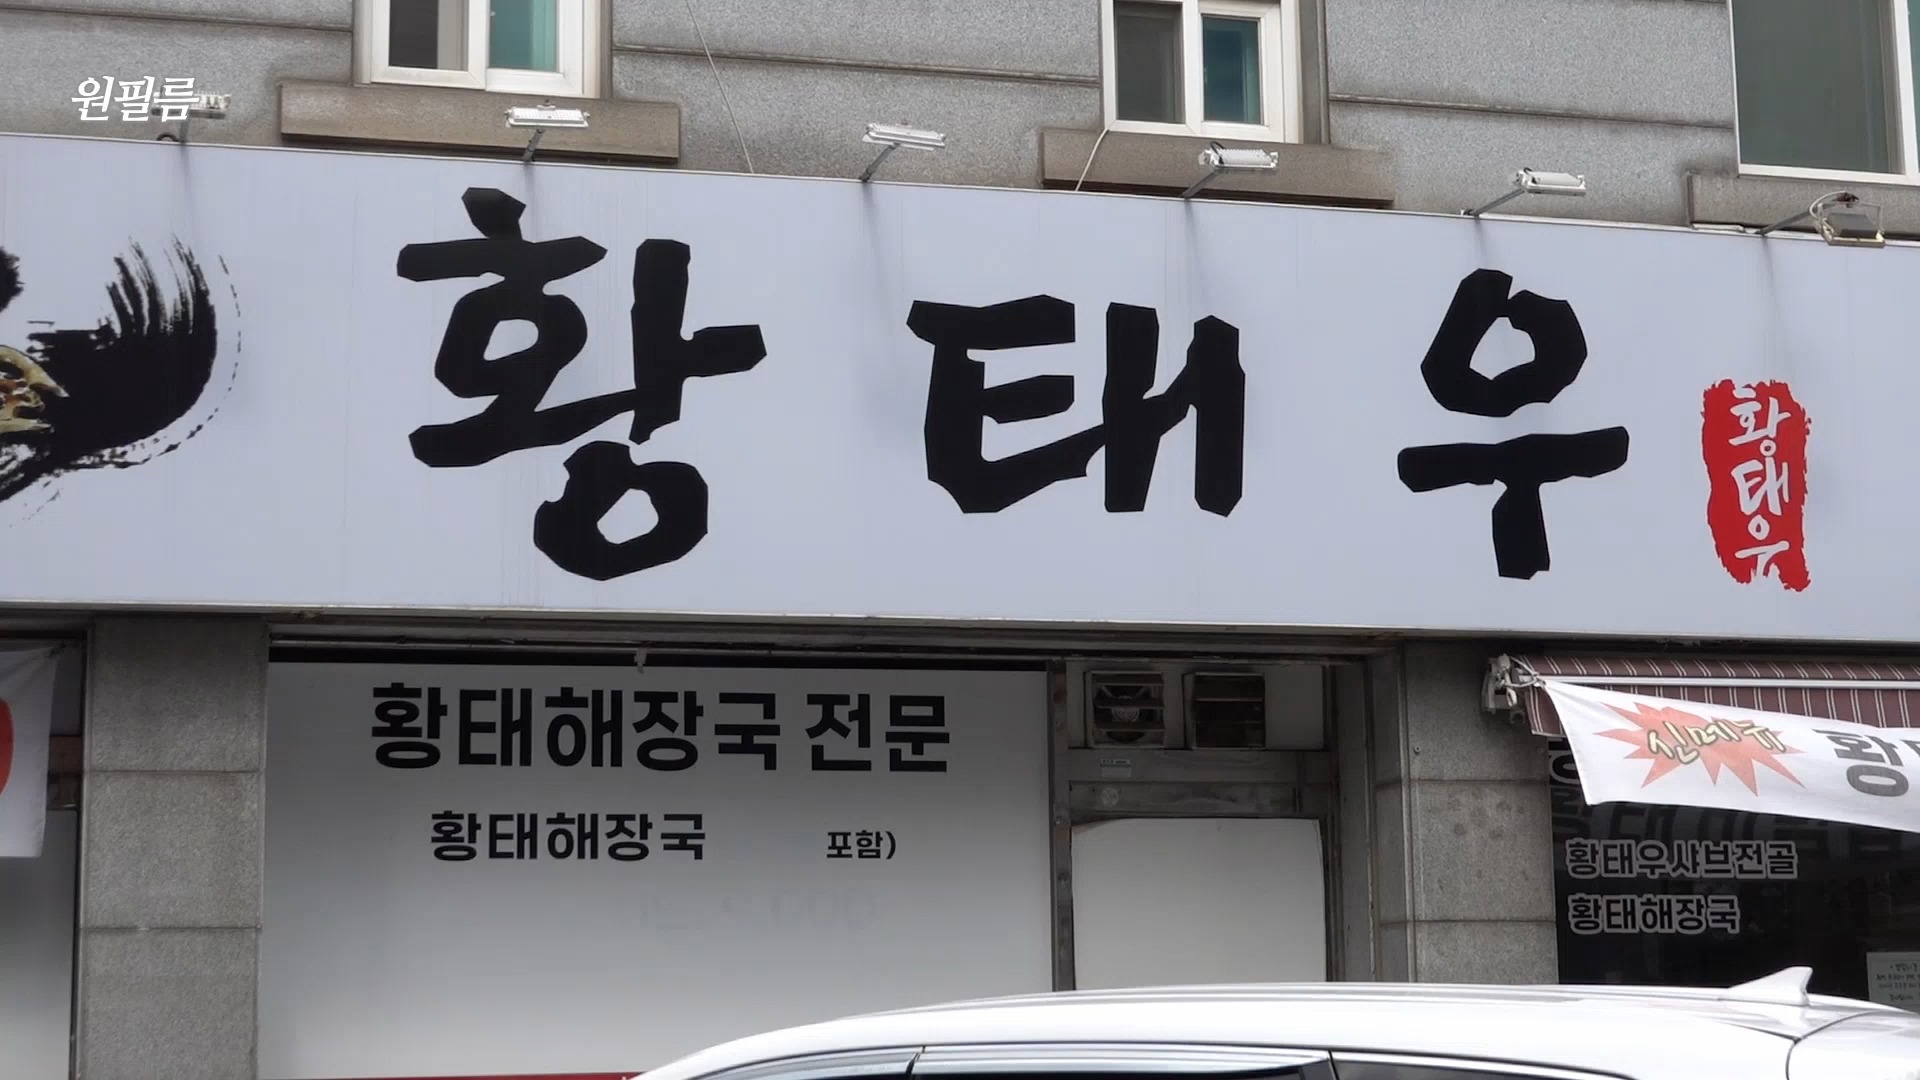 원필름
황태우
황태우
황태해장국 전문
황태해장국 포함)
신메뉴 황
황태우샤브전골
황태해장국